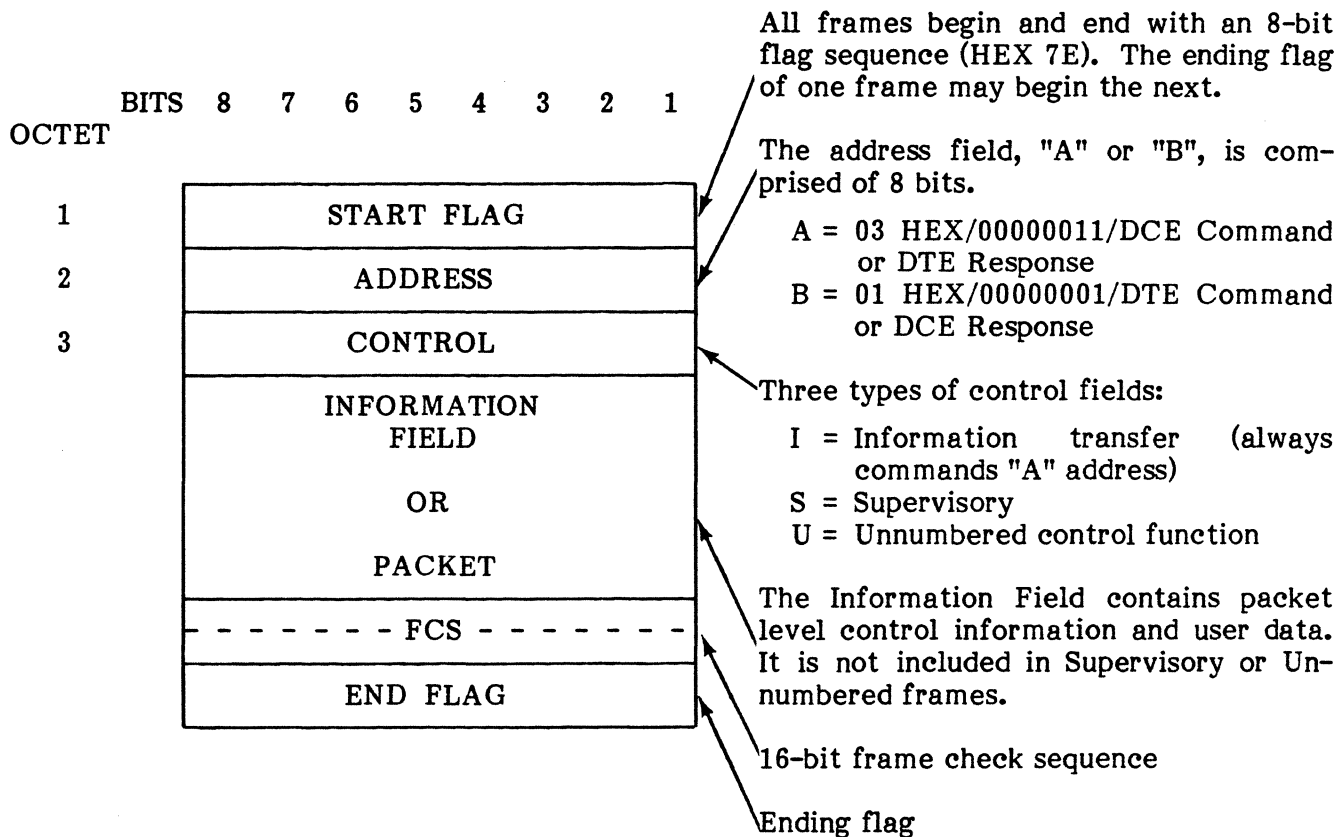 BITS 8 7 6 5 4 3 2 1
OCTET
1 START FLAG
2 ADDRESS
3 CONTROL
INFORMATION
FIELD
OR
PACKET
FCS
END FLAG
All frames begin and end with an 8-bit
flag sequence (HEX 7E). The ending flag
of one frame may begin the next.
The address field, "A" or "B", is com-
prised of 8 bits.
A = 03 HEX/00000011/DCE Command
or DTE Response
B = 01 HEX/00000001/DTE Command
or DCE Response
Three types of control fields:
I = Information transfer (always
commands "A" address)
S = Supervisory
U = Unnumbered control function
The Information Field contains packet
level control information and user data.
It is not included in Supervisory or Un-
numbered frames.
16-bit frame check sequence
Ending flag